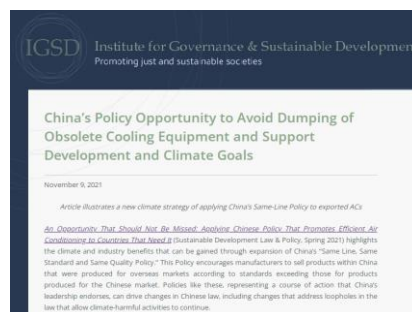 IGSD
Institute for Governance & Sustainable Developmen
Promoting just and sustainable societies
China's Policy Opportunity to Avoid Dumping of
Obsolete Cooling Equipment and Support
Development and Climate Goals
November 9, 2021
Article illustrates a new climate strategy of applying China's Same-Line Policy to exported ACs
An Opportunity That Should Not Be Missed: Applying Chinese Policy That Promotes Efficient Air
Conditioning to Countries That Need It (Sustainable Development Law & Policy, Spring 2021) highlights
the climate and industry benefits that can be gained through expansion of China's "Same Line, Same
Standard and Same Quality Policy." This Policy encourages manufacturers to sell products within China
that were produced for overseas markets according to standards exceeding those for products
produced for the Chinese market. Policies like these, representing a course of action that China's
leadership endorses, can drive changes in Chinese law, including changes that address loopholes in the
law that allow climate-harmful activities to continue.